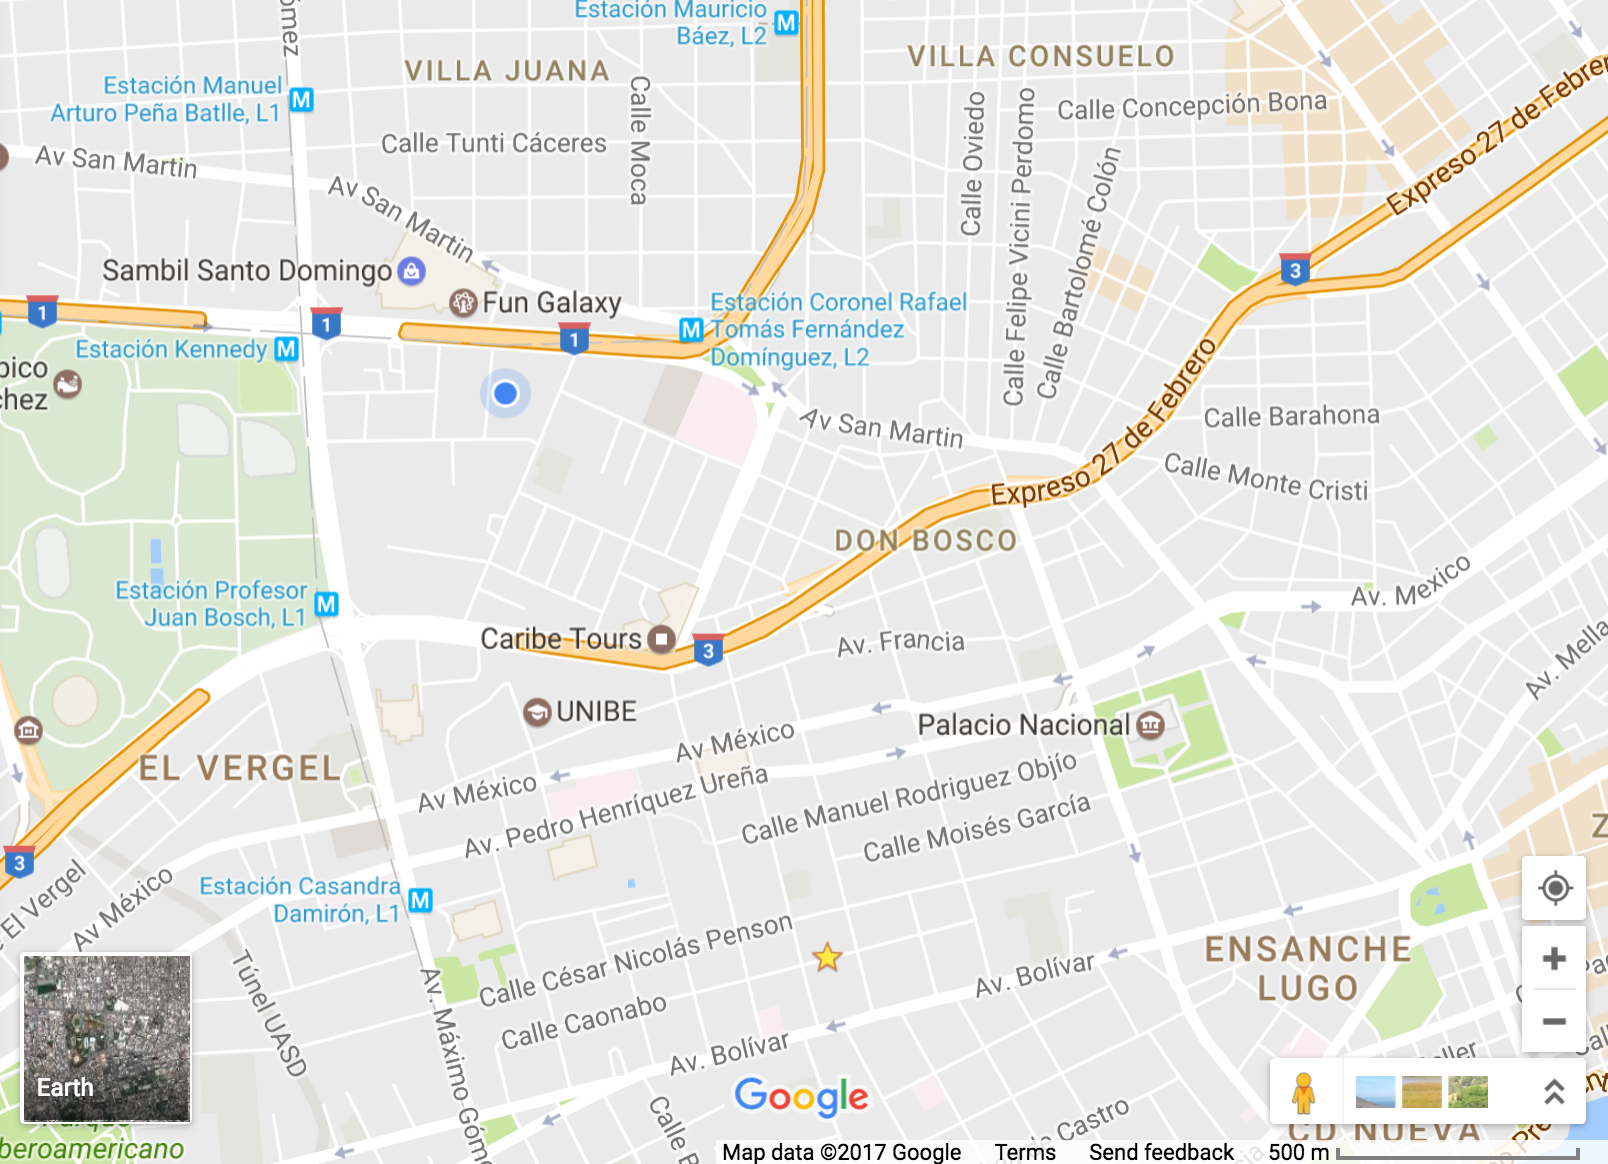 Estación Mauricio
Báez, L2
VILLA CONSUELO
VILLA JUANA
Estación Manuel
Arturo Peña Batlle, L1
Calle Moca
Calle Oviedo
Calle Felipe Vicini Perdomo
Calle Concepción Bona
Expreso 27 de Febrero
Calle Tunti Cáceres
Av San Martin
Av San Martin
Calle Bartolomé Colón
Sambil Santo Domingo
3
Fun Galaxy
1
1
1
Estación Coronel Rafael
Tomás Fernández
Domínguez, L2
Estación Kennedy
Av San Martin
Calle Barahona
Expreso 27 de Febrero
Calle Monte Cristi
DON BOSCO
Estación Profesor
Juan Bosch, L1
Av. Mexico
Caribe Tours
3
Av. Francia
Av. Mella
UNIBE
Palacio Nacional
Av México
EL VERGEL
Av México
Av. Pedro Henríquez Ureña
Calle Manuel Rodriguez Objío
Calle Moisés García
3
El Vergel
Av México
Estación Casandra
Damirón, L1
Calle César Nicolás Penson
ENSANCHE
LUGO
Av. Bolívar
Calle Caonabo
Túnel UASD
Av. Máximo Góm
Av. Bolívar
Earth
Google
Calle B
de Castro
CD NUEVA
beroamericano
Map data ©2017 Google Terms Send feedback 500 m